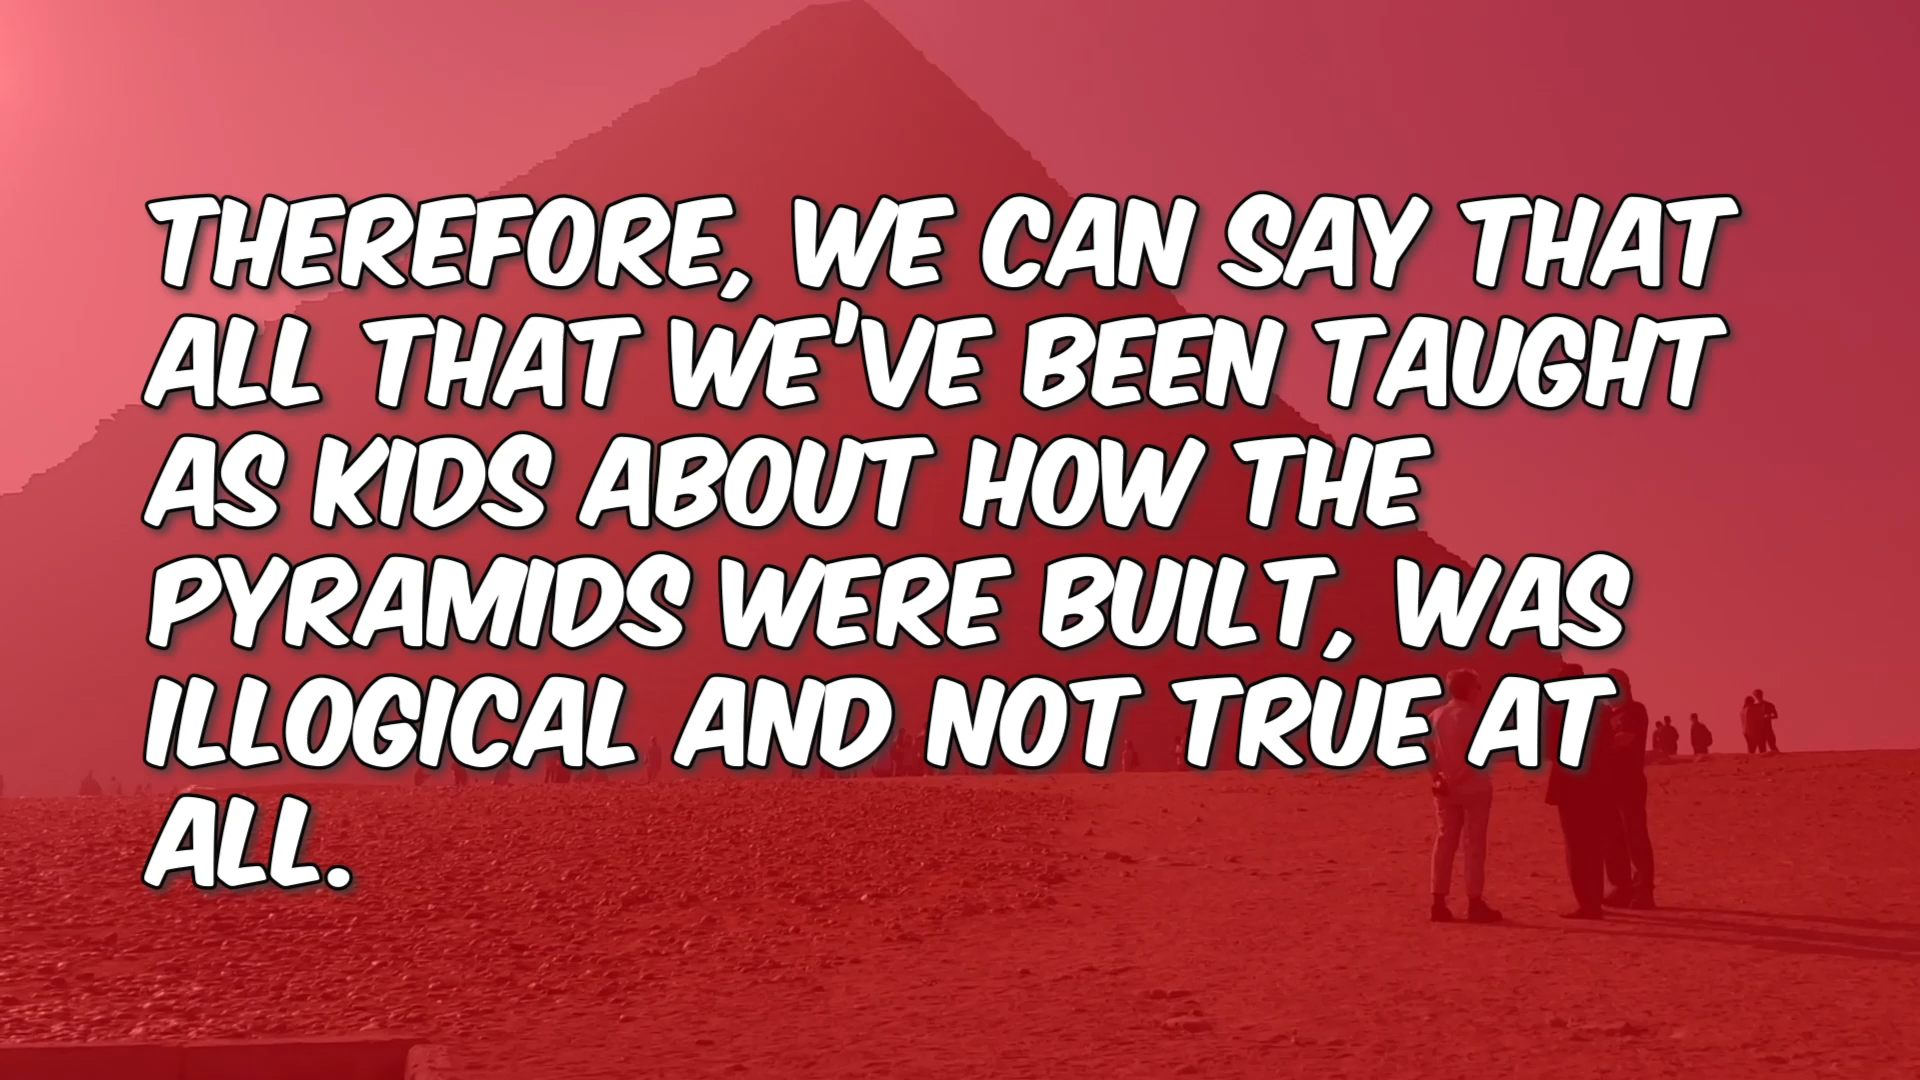 THEREFORE, WE CAN SAY THAT
ALL THAT WE'VE BEEN TAUGHT
AS KIDS ABOUT HOW THE
PYRAMIDS WERE BUILT, WAS
ILLOGICAL AND NOT TRUE AT
ALL.